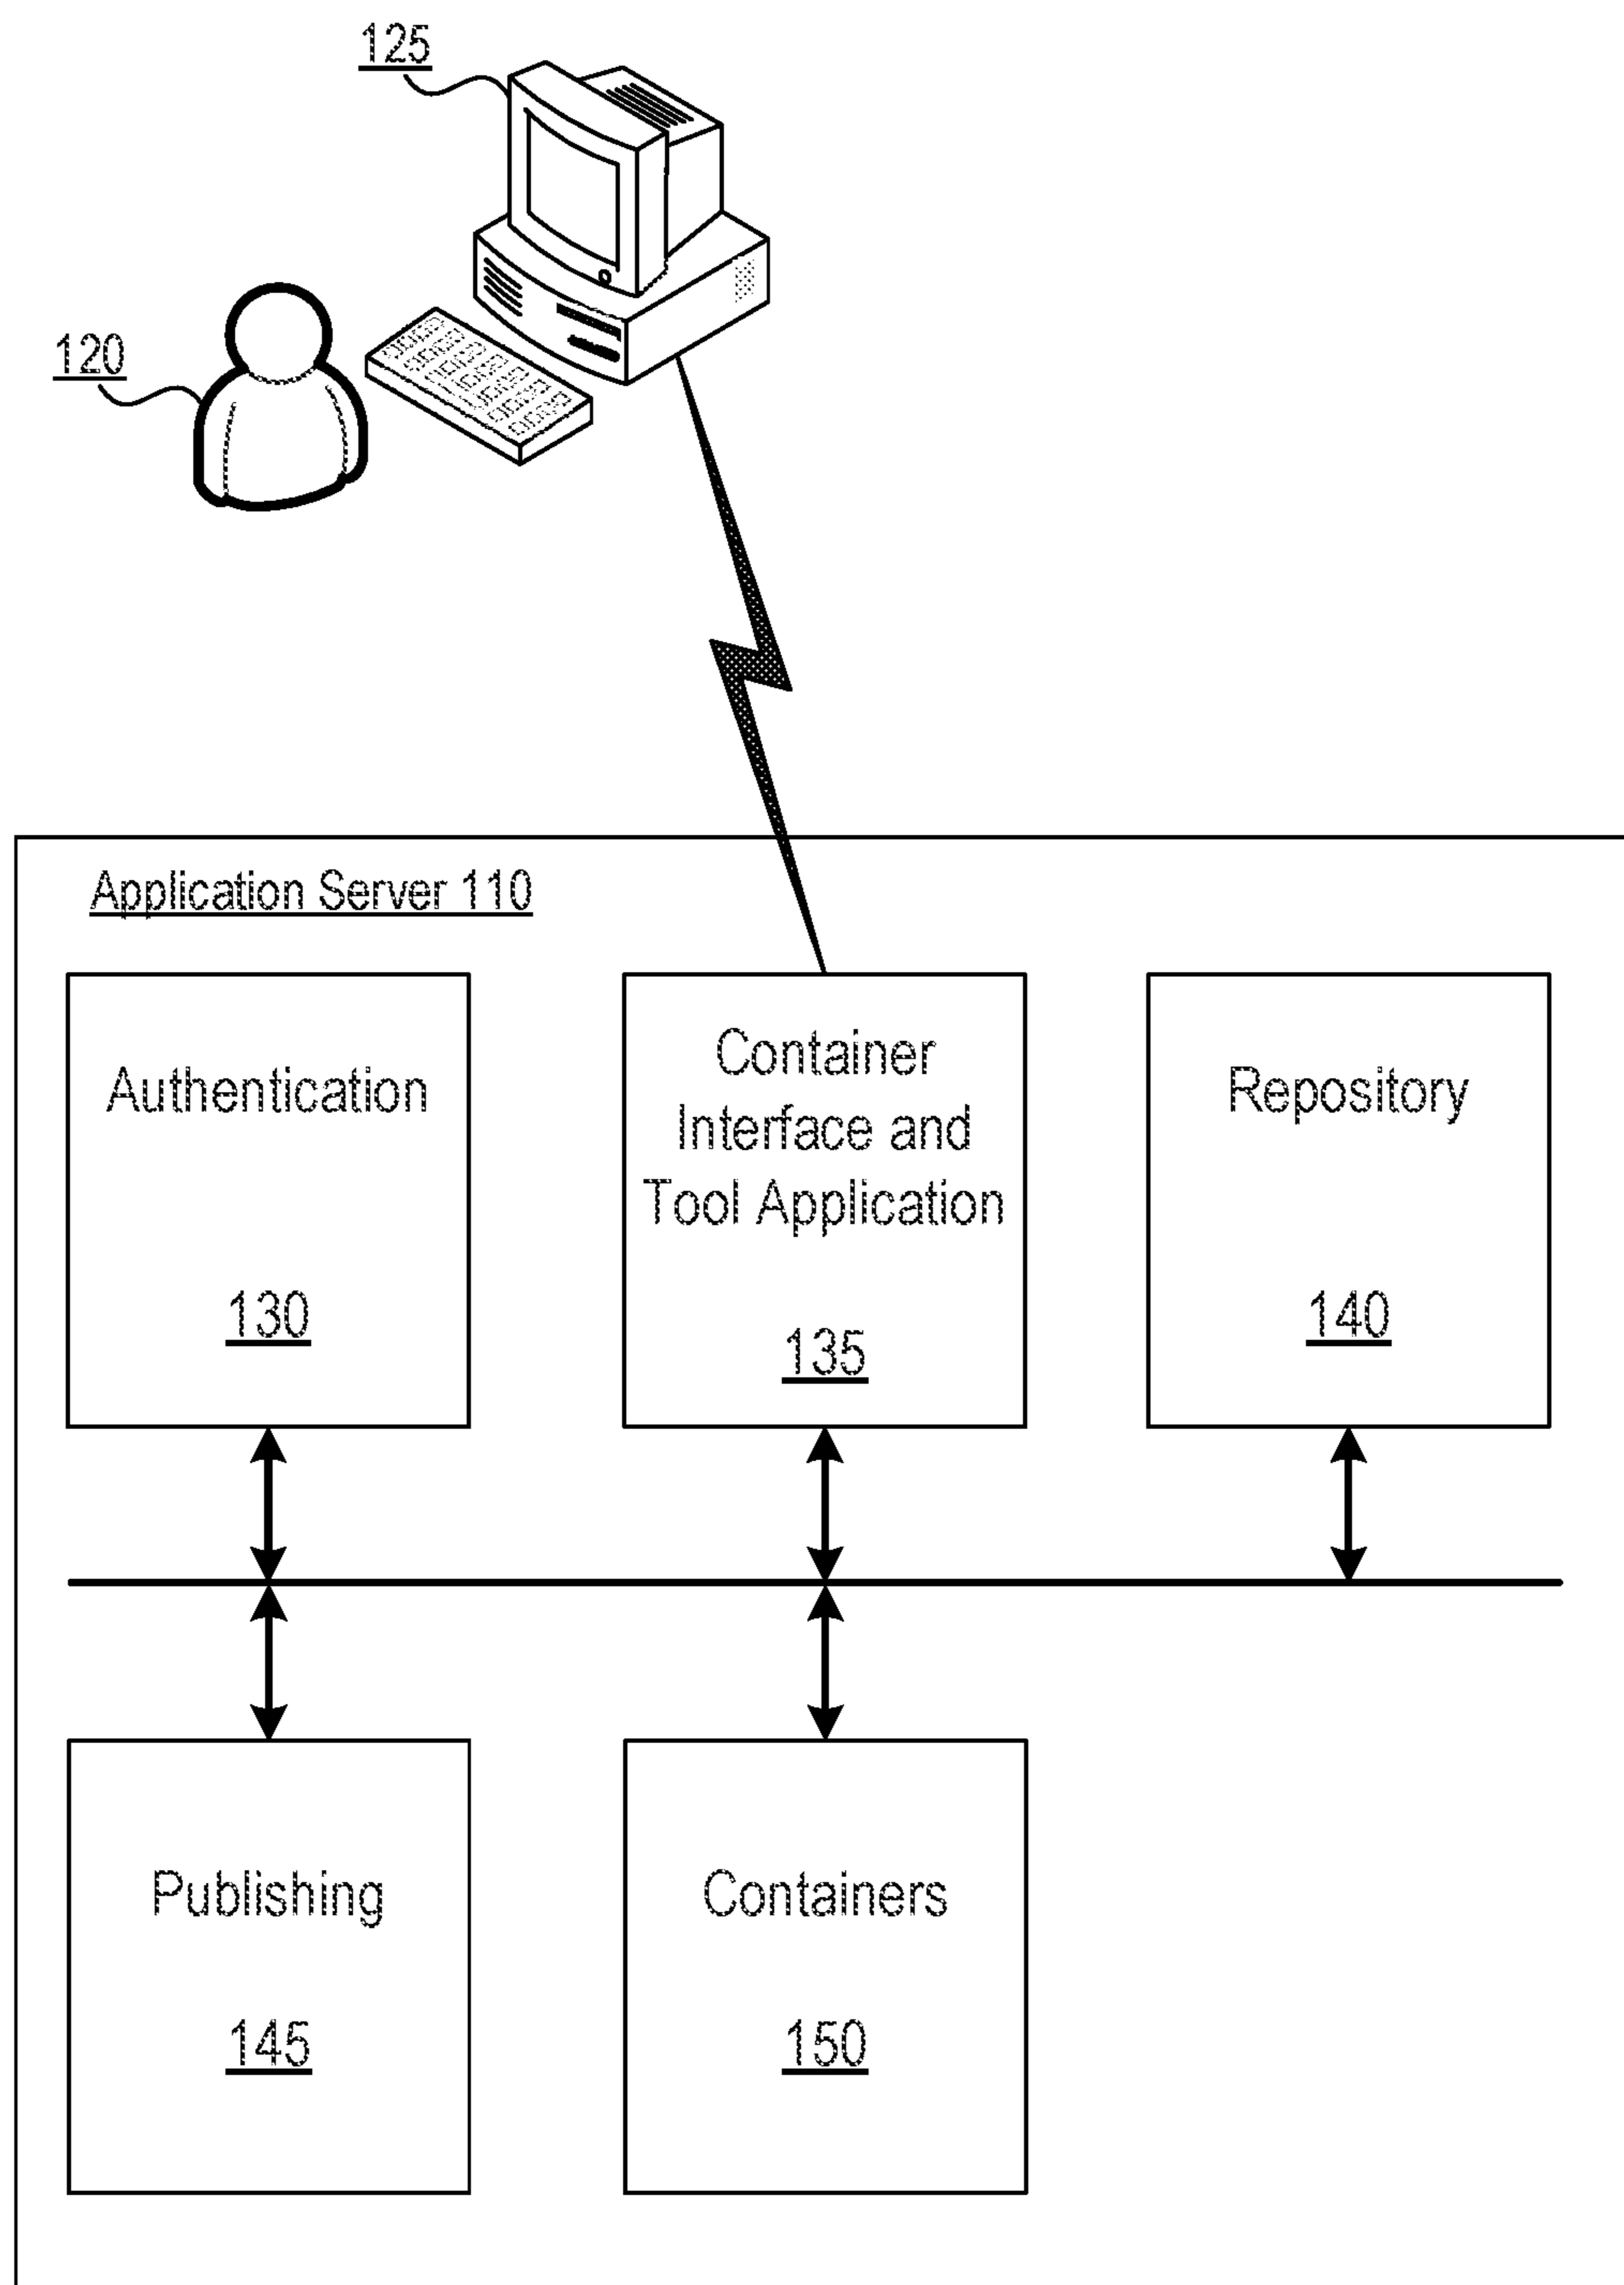 125
120
Application Server 110
Authentication
130
Container
Interface and
Tool Application
135
Repository
140
Publishing
145
Containers
150